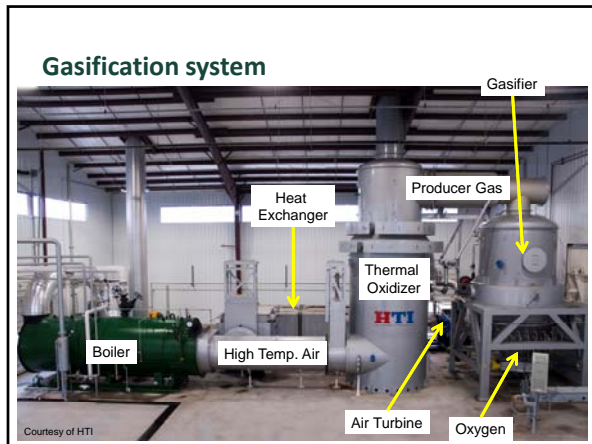 Gasification system
Gasifier
Producer Gas
Heat
Exchanger
Thermal
Oxidizer
HTI
Boiler
High Temp. Air
Air Turbine
Oxygen
Courtesy of HTI